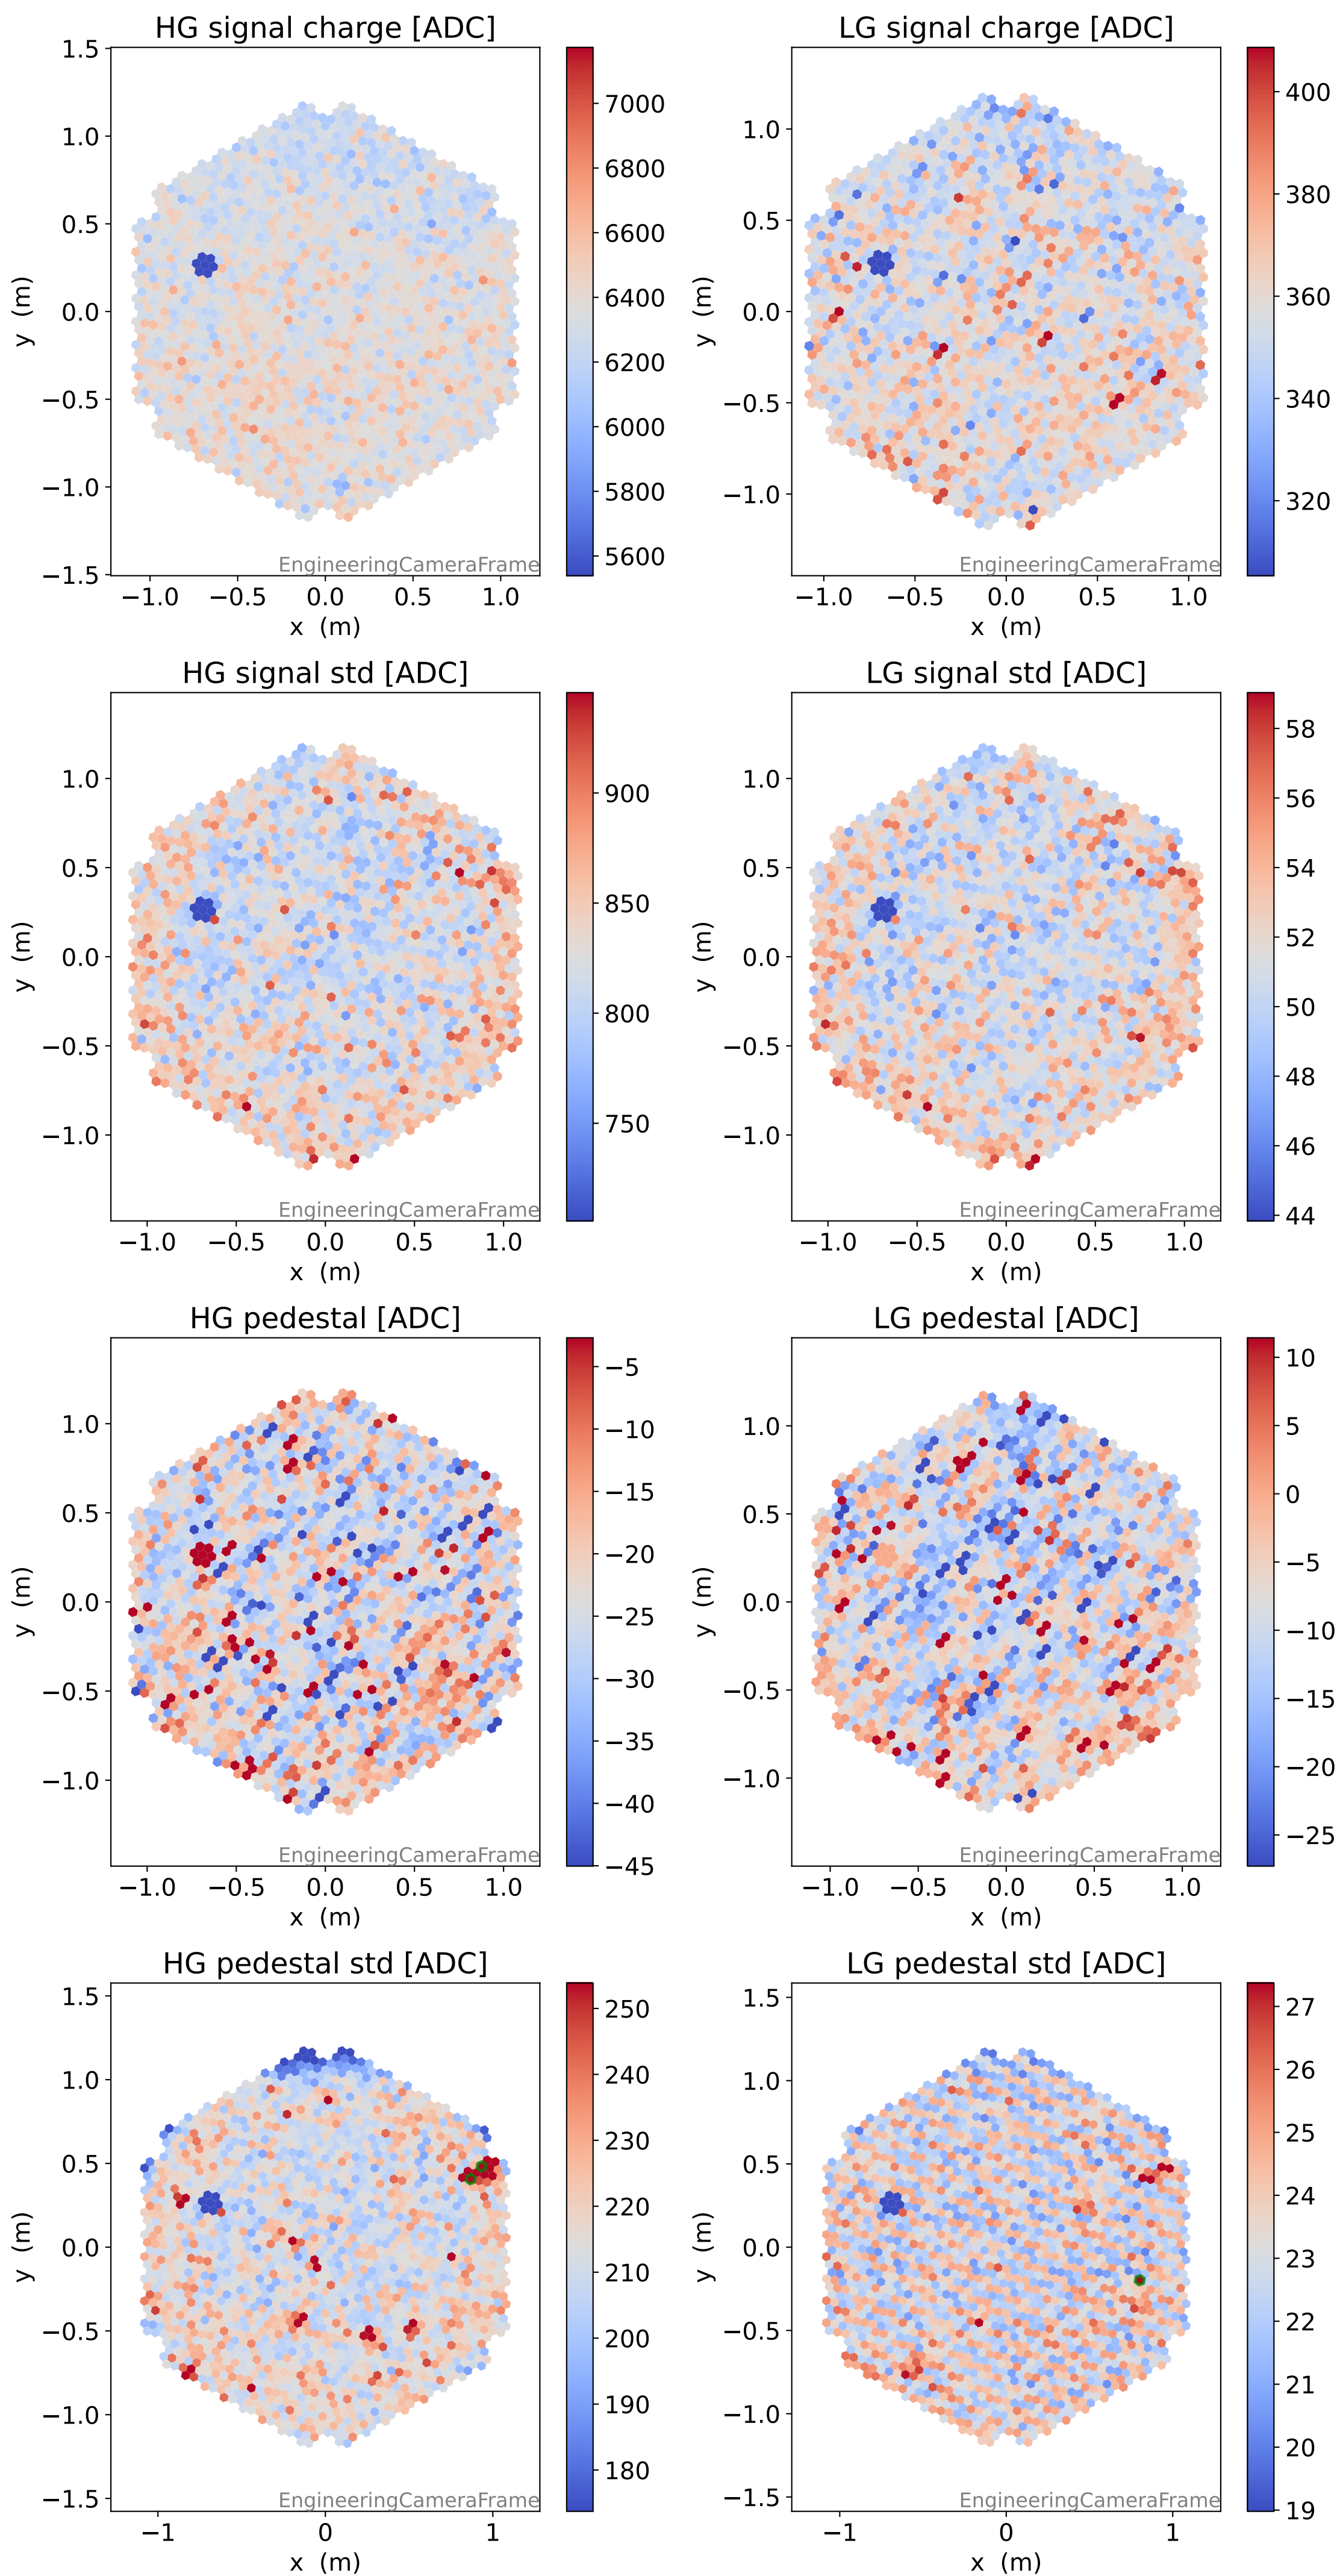 HG signal charge [ADC]
LG signal charge [ADC]
1.5
1.0
0.5
0.0
−0.5
−1.0
−1.5
y (m)
−1.0 −0.5 0.0 0.5 1.0
x (m)
EngineeringCameraFrame
7000
6800
6600
6400
6200
6000
5800
5600
1.0
0.5
0.0
−0.5
−1.0
y (m)
−1.0 −0.5 0.0 0.5 1.0
x (m)
EngineeringCameraFrame
400
380
360
340
320
HG signal std [ADC]
LG signal std [ADC]
1.0
0.5
0.0
−0.5
−1.0
y (m)
−1.0 −0.5 0.0 0.5 1.0
x (m)
EngineeringCameraFrame
900
850
800
750
1.0
0.5
0.0
−0.5
−1.0
y (m)
−1.0 −0.5 0.0 0.5 1.0
x (m)
EngineeringCameraFrame
58
56
54
52
50
48
46
44
HG pedestal [ADC]
LG pedestal [ADC]
1.0
0.5
0.0
−0.5
−1.0
y (m)
−1.0 −0.5 0.0 0.5 1.0
x (m)
EngineeringCameraFrame
−5
−10
−15
−20
−25
−30
−35
−40
−45
1.0
0.5
0.0
−0.5
−1.0
y (m)
−1.0 −0.5 0.0 0.5 1.0
x (m)
EngineeringCameraFrame
10
5
0
−5
−10
−15
−20
−25
HG pedestal std [ADC]
LG pedestal std [ADC]
1.5
1.0
0.5
0.0
−0.5
−1.0
−1.5
y (m)
−1 0 1
x (m)
EngineeringCameraFrame
250
240
230
220
210
200
190
180
1.5
1.0
0.5
0.0
−0.5
−1.0
−1.5
y (m)
−1 0 1
x (m)
EngineeringCameraFrame
27
26
25
24
23
22
21
20
19